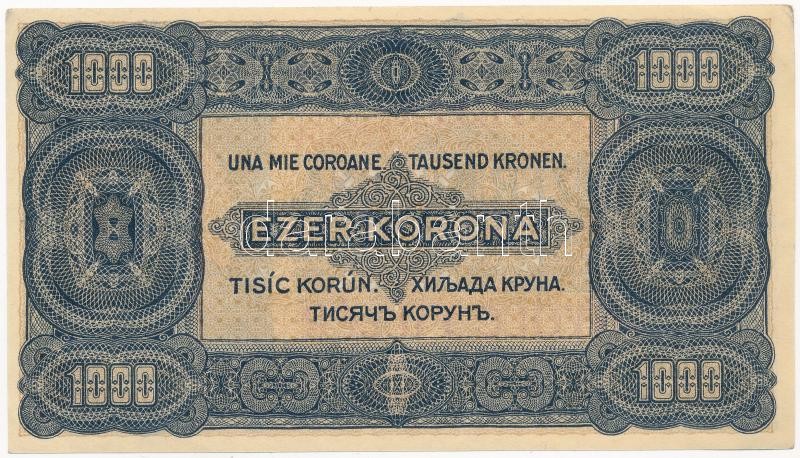 1000 1000
UNA MIE COROANE. TAUSEND KRONEN.
EZER KORONA
TISÍC KORÚN. ХИЉАДА КРУНА.
ТИСЯЧЪ КОРУНЪ.
1000 1000